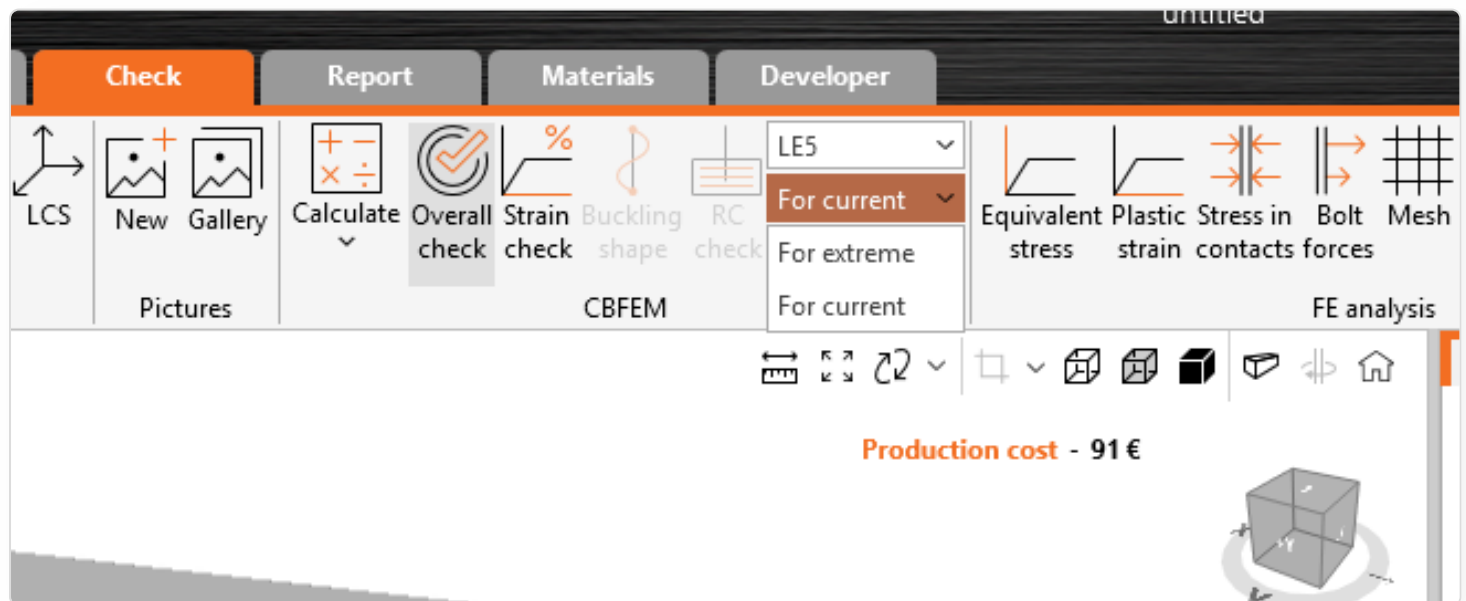 untitled
Check
Report
Materials
Developer
LCS
New
Gallery
Pictures
Calculate
Overall
check
Strain
check
Buckling
shape
RC
check
CBFEM
LE5
For current
For extreme
For current
Equivalent
stress
Plastic
strain
Stress in
contacts
Bolt
forces
Mesh
FE analysis
Production cost - 91 €